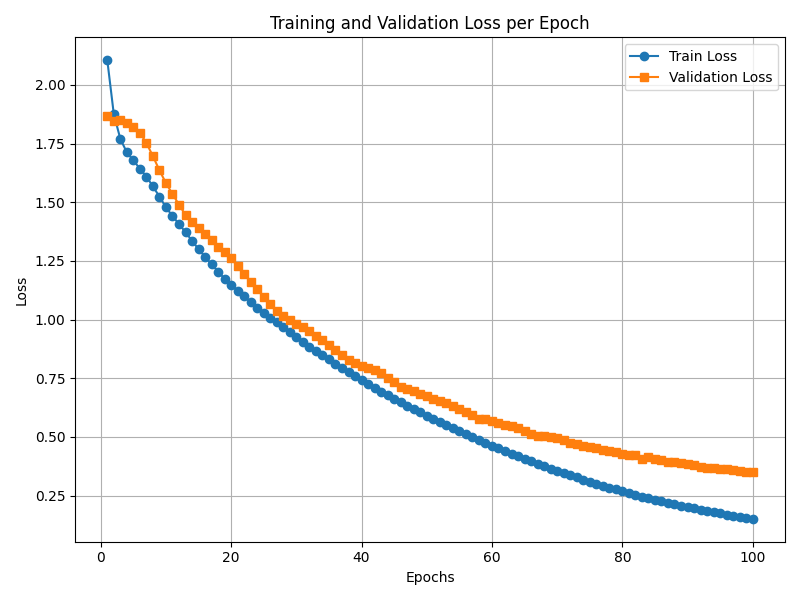 Training and Validation Loss per Epoch
Train Loss
Validation Loss
2.00
1.75
1.50
1.25
1.00
0.75
0.50
0.25
Loss
0 20 40 60 80 100
Epochs